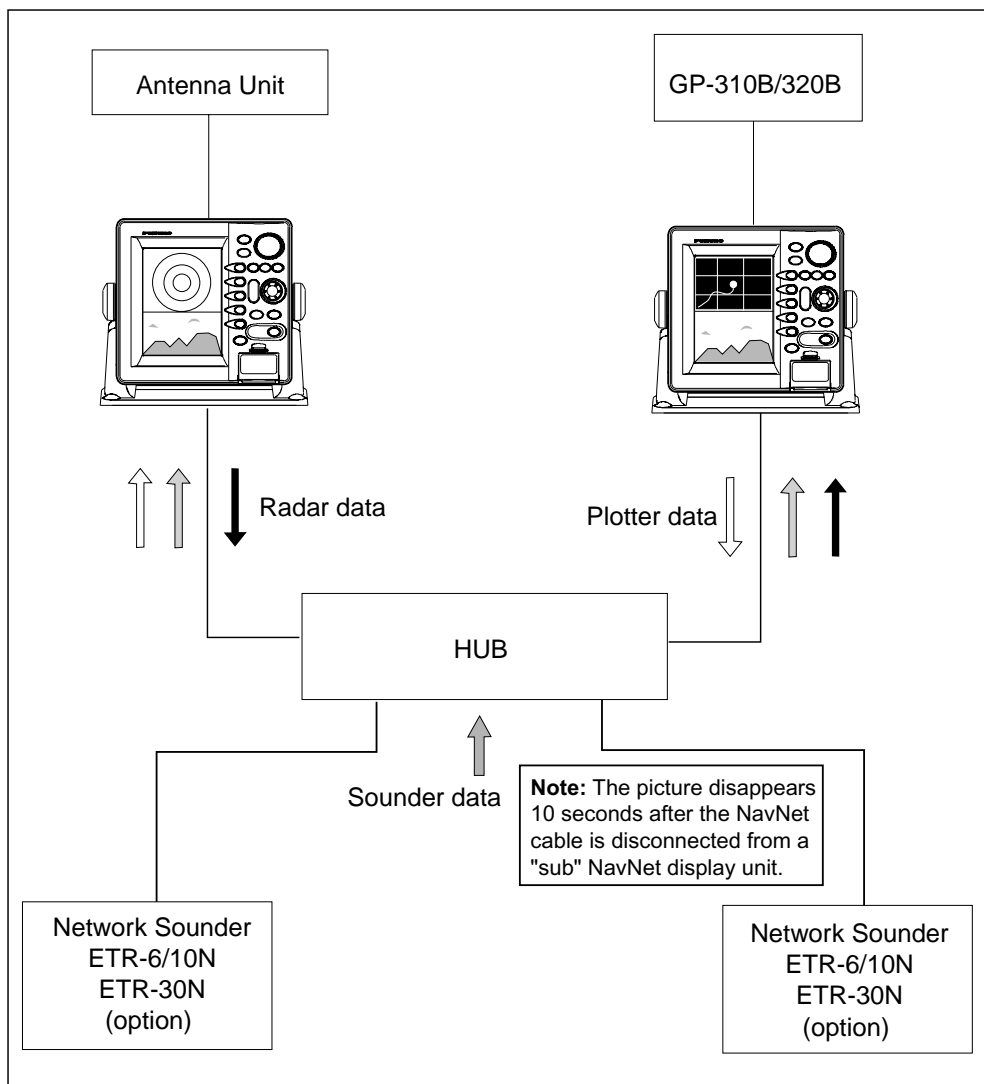 Antenna Unit
GP-310B/320B
FURUNO
FURUNO
Radar data
Plotter data
HUB
Sounder data
Note: The picture disappears
10 seconds after the NavNet
cable is disconnected from a
"sub" NavNet display unit.
Network Sounder
ETR-6/10N
ETR-30N
(option)
Network Sounder
ETR-6/10N
ETR-30N
(option)